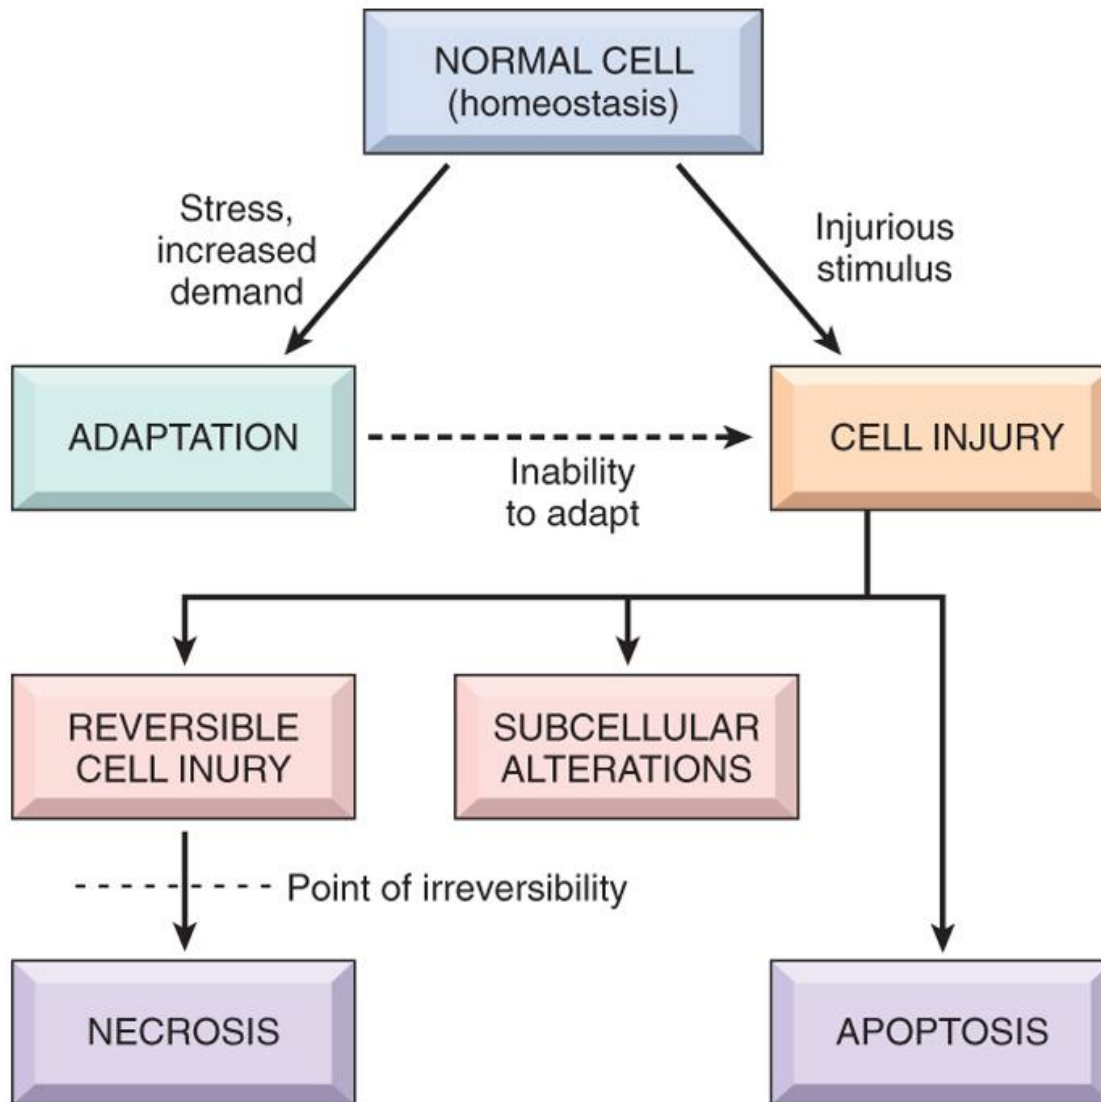 NORMAL CELL
(homeostasis)
Stress,
increased
demand
Injurious
stimulus
ADAPTATION
Inability
to adapt
CELL INJURY
REVERSIBLE
CELL INURY
SUBCELLULAR
ALTERATIONS
Point of irreversibility
NECROSIS
APOPTOSIS